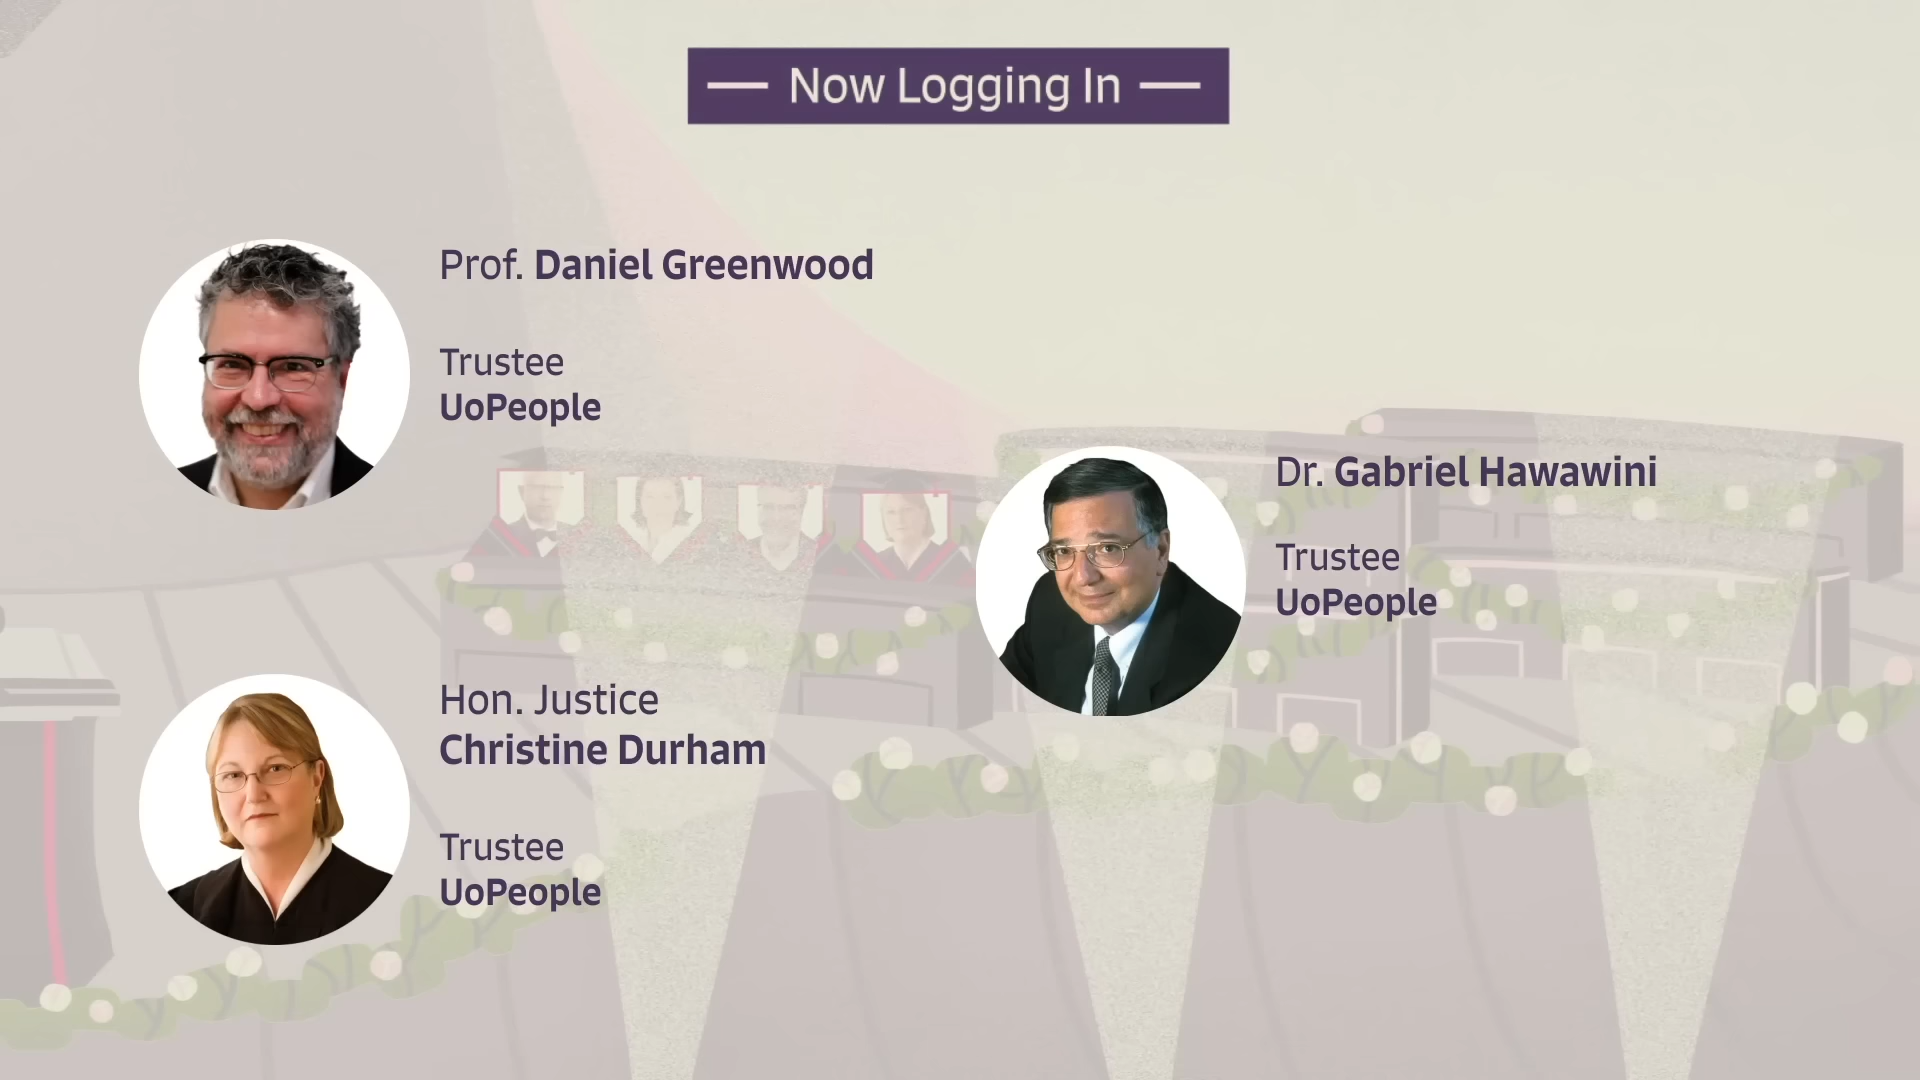 Now Logging In
Prof. Daniel Greenwood
Trustee
UoPeople
Dr. Gabriel Hawawini
Trustee
UoPeople
Hon. Justice
Christine Durham
Trustee
UoPeople